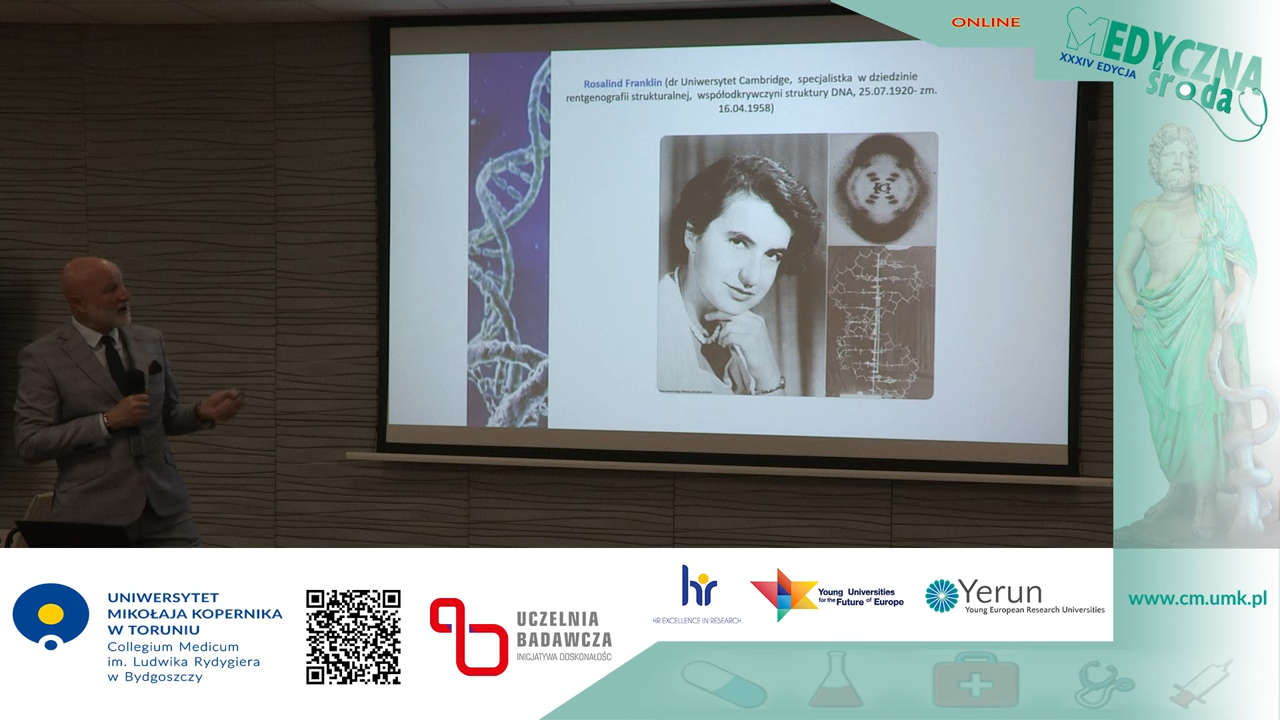 ONLINE
MEDYCZNA
XXXIV EDYCJA
środa
Rosalind Franklin (dr Uniwersytet Cambridge, specjalistka w dziedzinie
rentgenografii strukturalnej, współodkrywczyni struktury DNA, 25.07.1920- zm.
16.04.1958)
UNIWERSYTET
MIKOŁAJA KOPERNIKA
W TORUNIU
Collegium Medicum
im. Ludwika Rydygiera
w Bydgoszczy
UCZELNIA
BADAWCZA
INICJATYWA DOSKONAŁOŚĆ
hr
HR EXCELLENCE IN RESEARCH
Young Universities
for the Future of Europe
Yerun
Young European Research Universities
www.cm.umk.pl